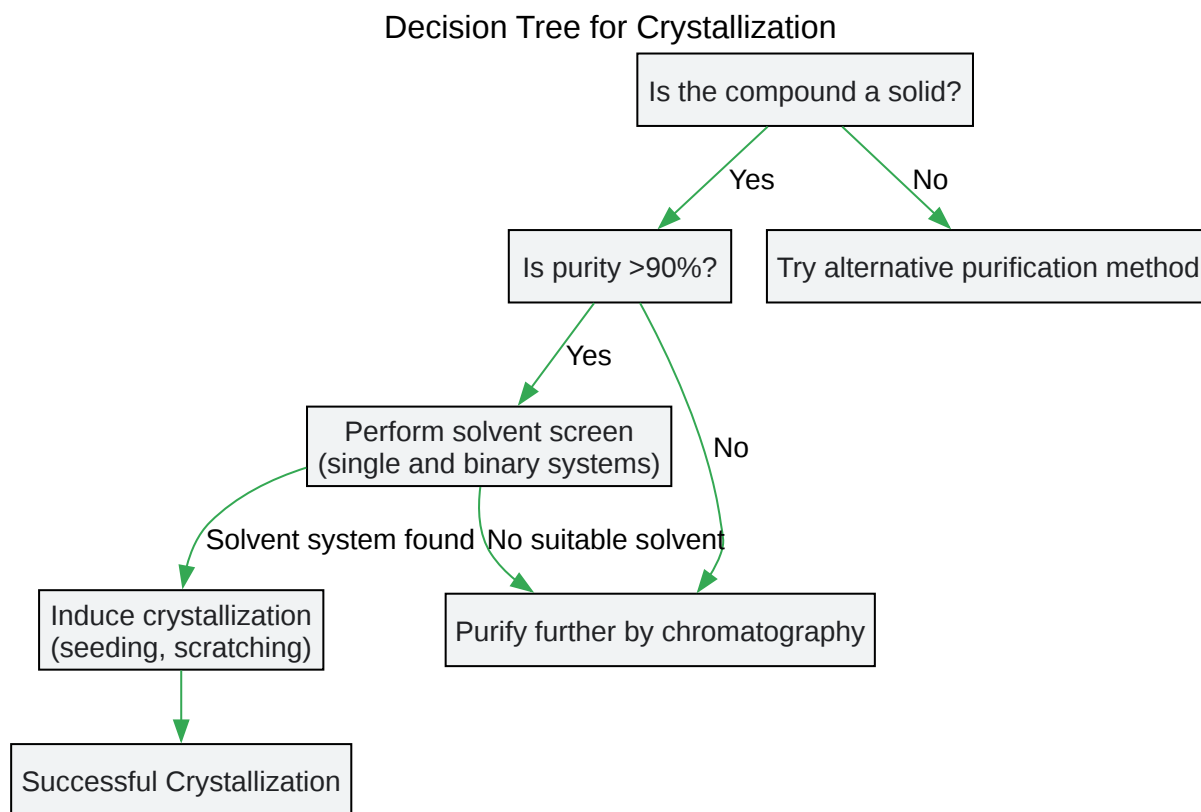 Decision Tree for Crystallization
Is the compound a solid?
Yes
No
Is purity >90%?
Try alternative purification method
Yes
Perform solvent screen
(single and binary systems)
No
Solvent system found
No suitable solvent
Induce crystallization
(seeding, scratching)
Purify further by chromatography
Successful Crystallization